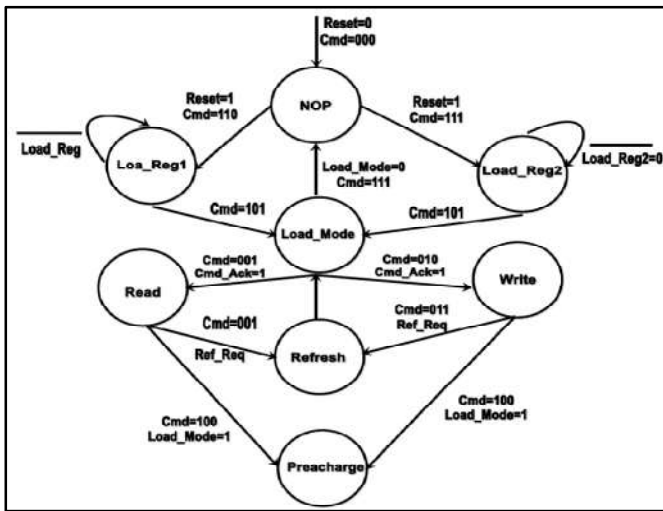 Reset=0
Cmd=000
NOP
Reset=1
Cmd=110
Reset=1
Cmd=111
Load_Reg
Loa_Reg1
Load_Mode=0
Cmd=111
Load_Reg2
Load_Reg2=0
Cmd=101
Cmd=101
Load_Mode
Cmd=001
Cmd_Ack=1
Cmd=010
Cmd_Ack=1
Read
Write
Cmd=001
Ref_Req
Refresh
Cmd=011
Ref_Req
Cmd=100
Load_Mode=1
Cmd=100
Load_Mode=1
Preacharge